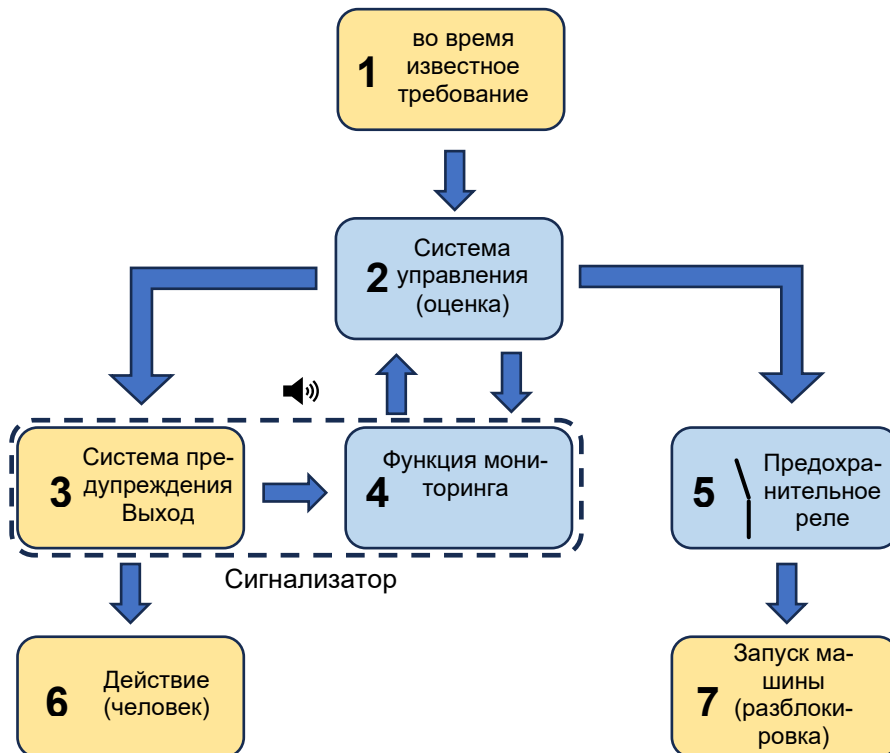 1
во время
известное
требование
2
Система
управления
(оценка)
3
Система пре-
дупреждения
Выход
4
Функция мони-
торинга
5
Предохра-
нительное
реле
Сигнализатор
6
Действие
(человек)
7
Запуск ма-
шины
(разблоки-
ровка)